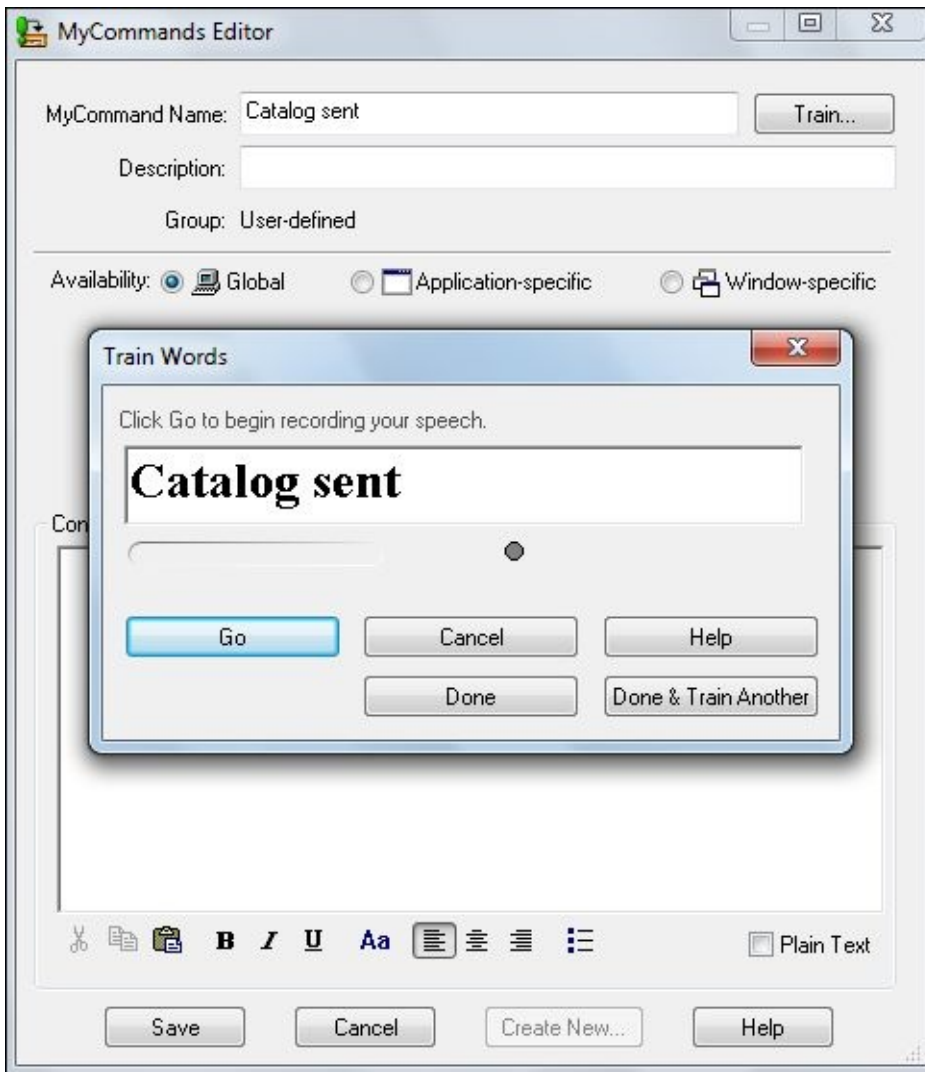 MyCommands Editor
MyCommand Name: Catalog sent Train...
Description:
Group: User-defined
Availability: Global Application-specific Window-specific
Train Words
Click Go to begin recording your speech.
Catalog sent
Con
Go Cancel Help
Done Done & Train Another
B I U Aa Plain Text
Save Cancel Create New... Help